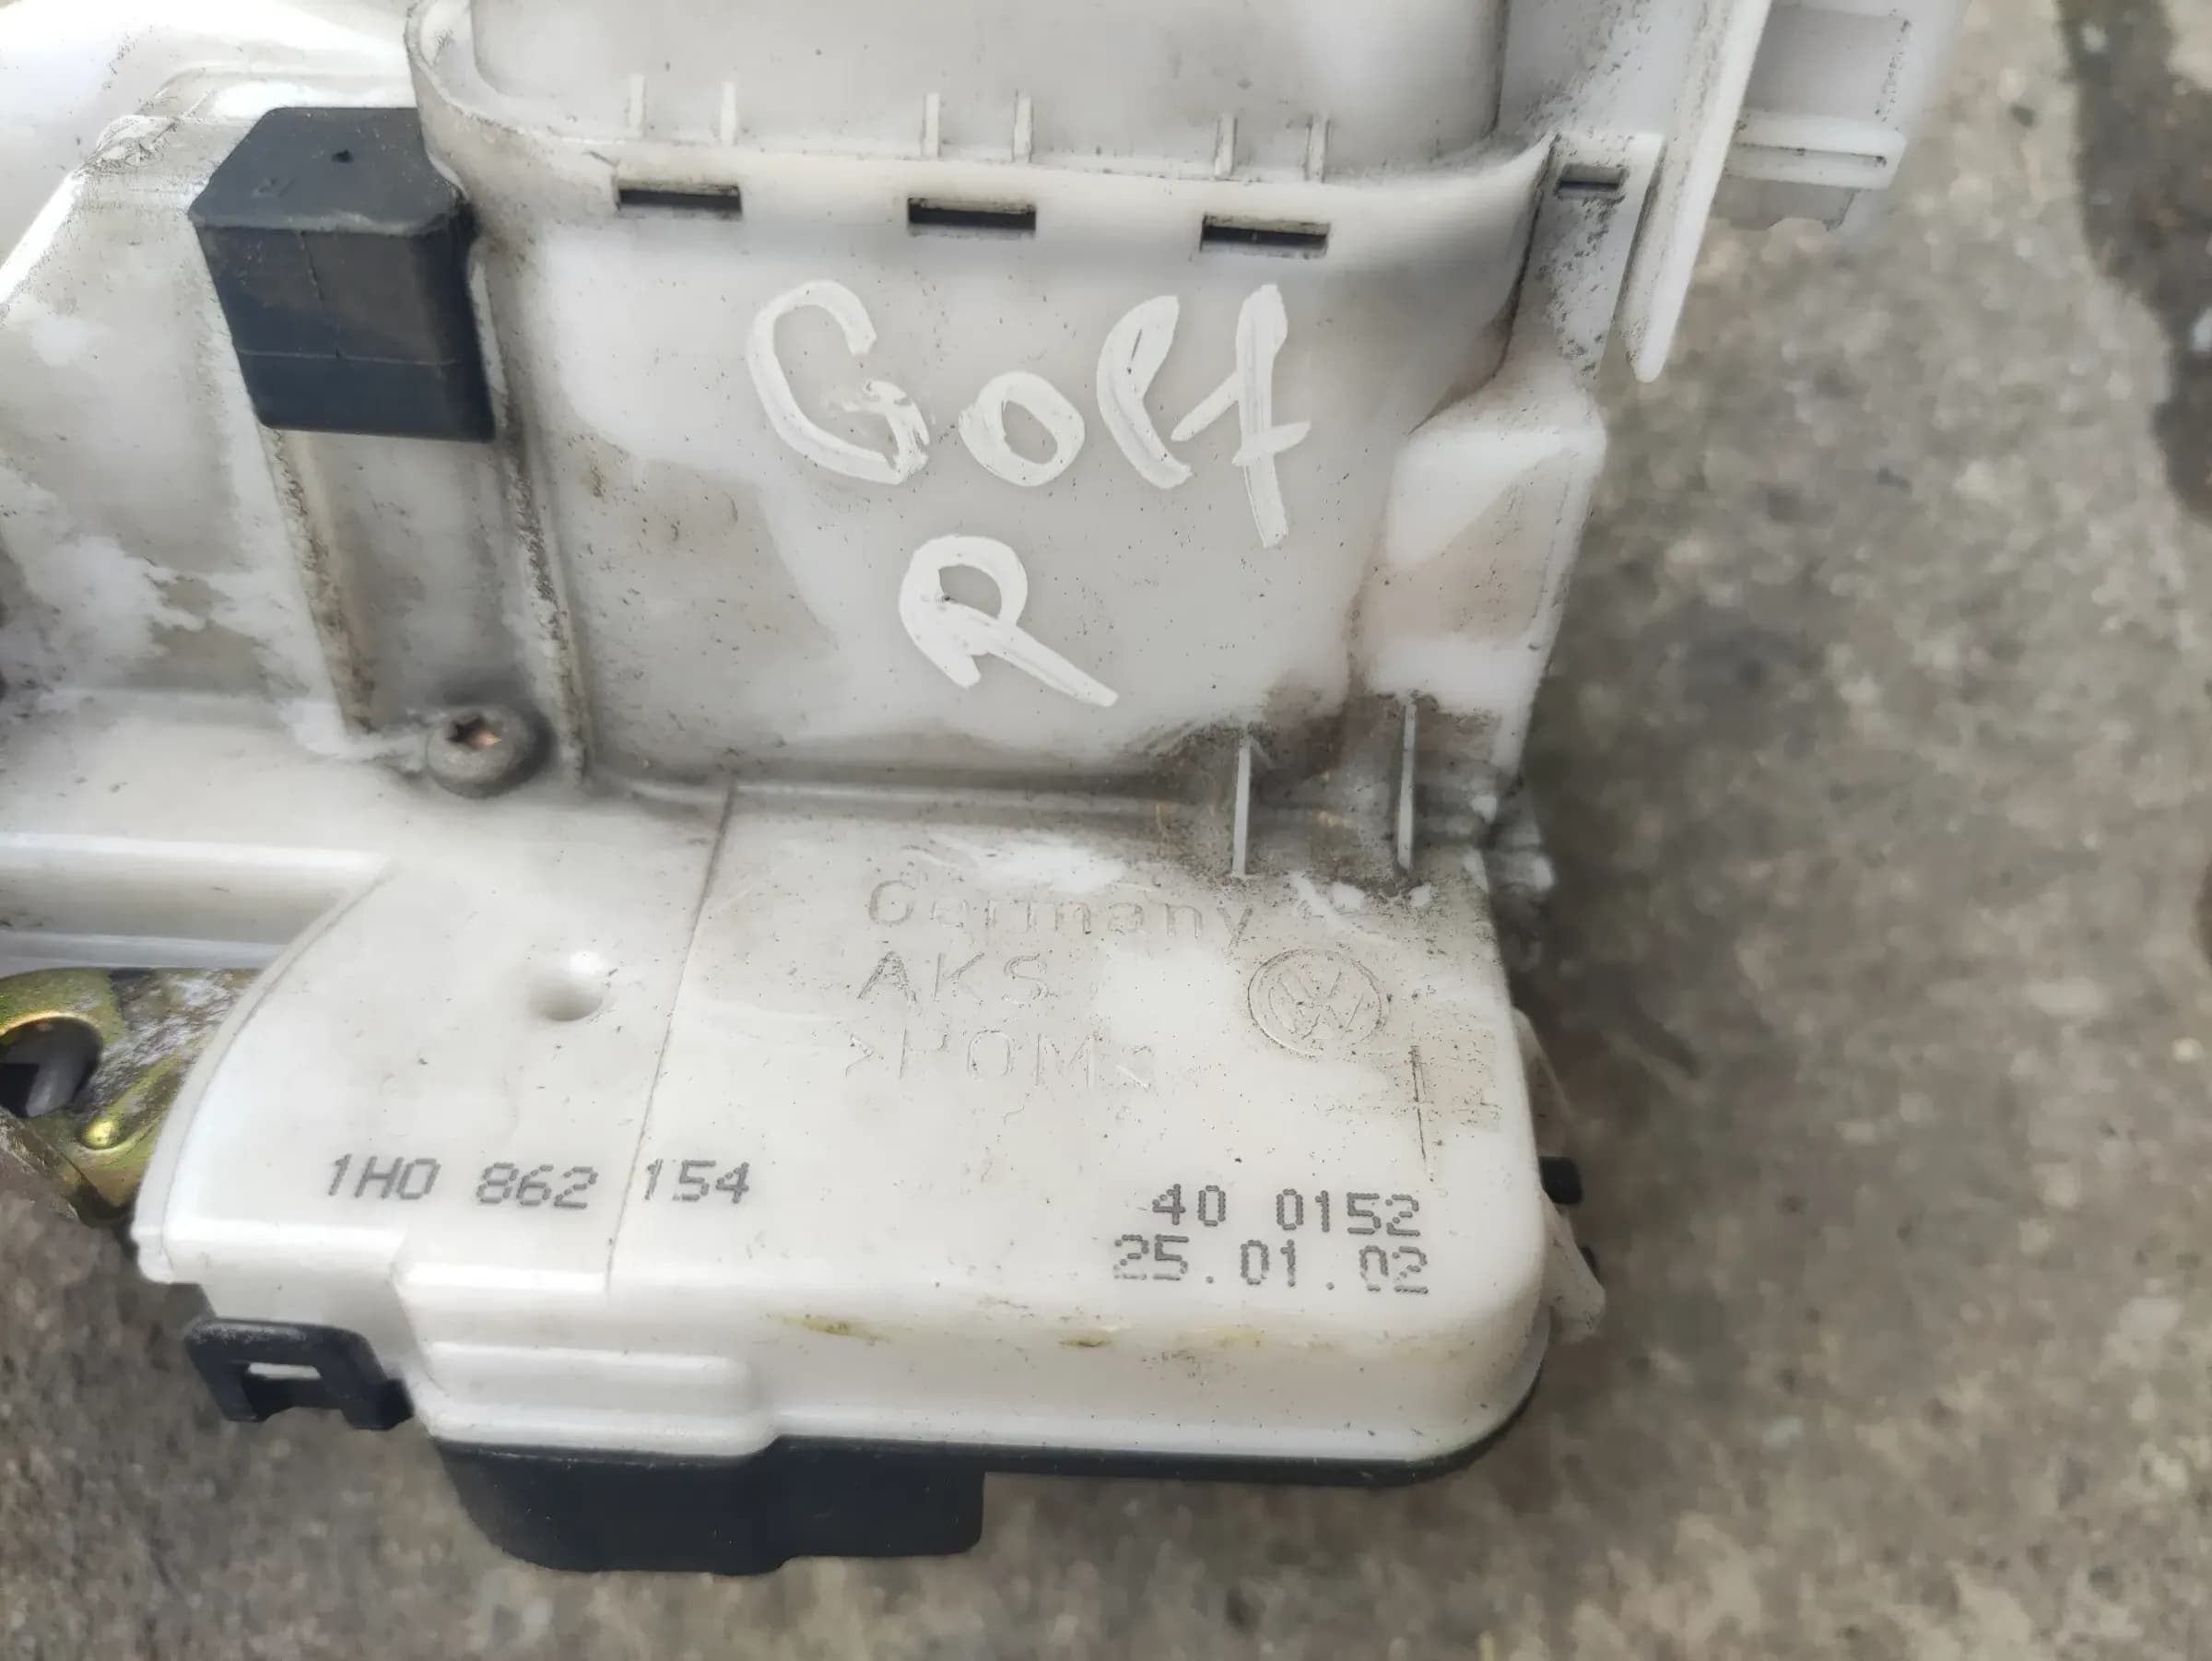 Golf
R
Germany
AKS
>POM<
1H0 862 154
40 0152
25.01.02